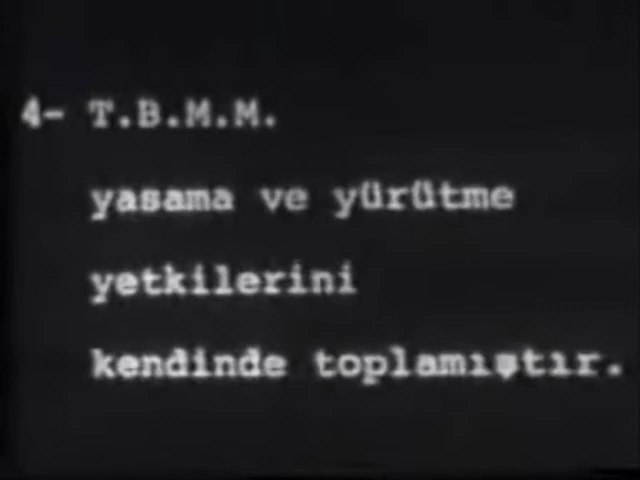 4- T.B.M.M.
yasama ve yürütme
yetkilerini
kendinde toplamıştır.